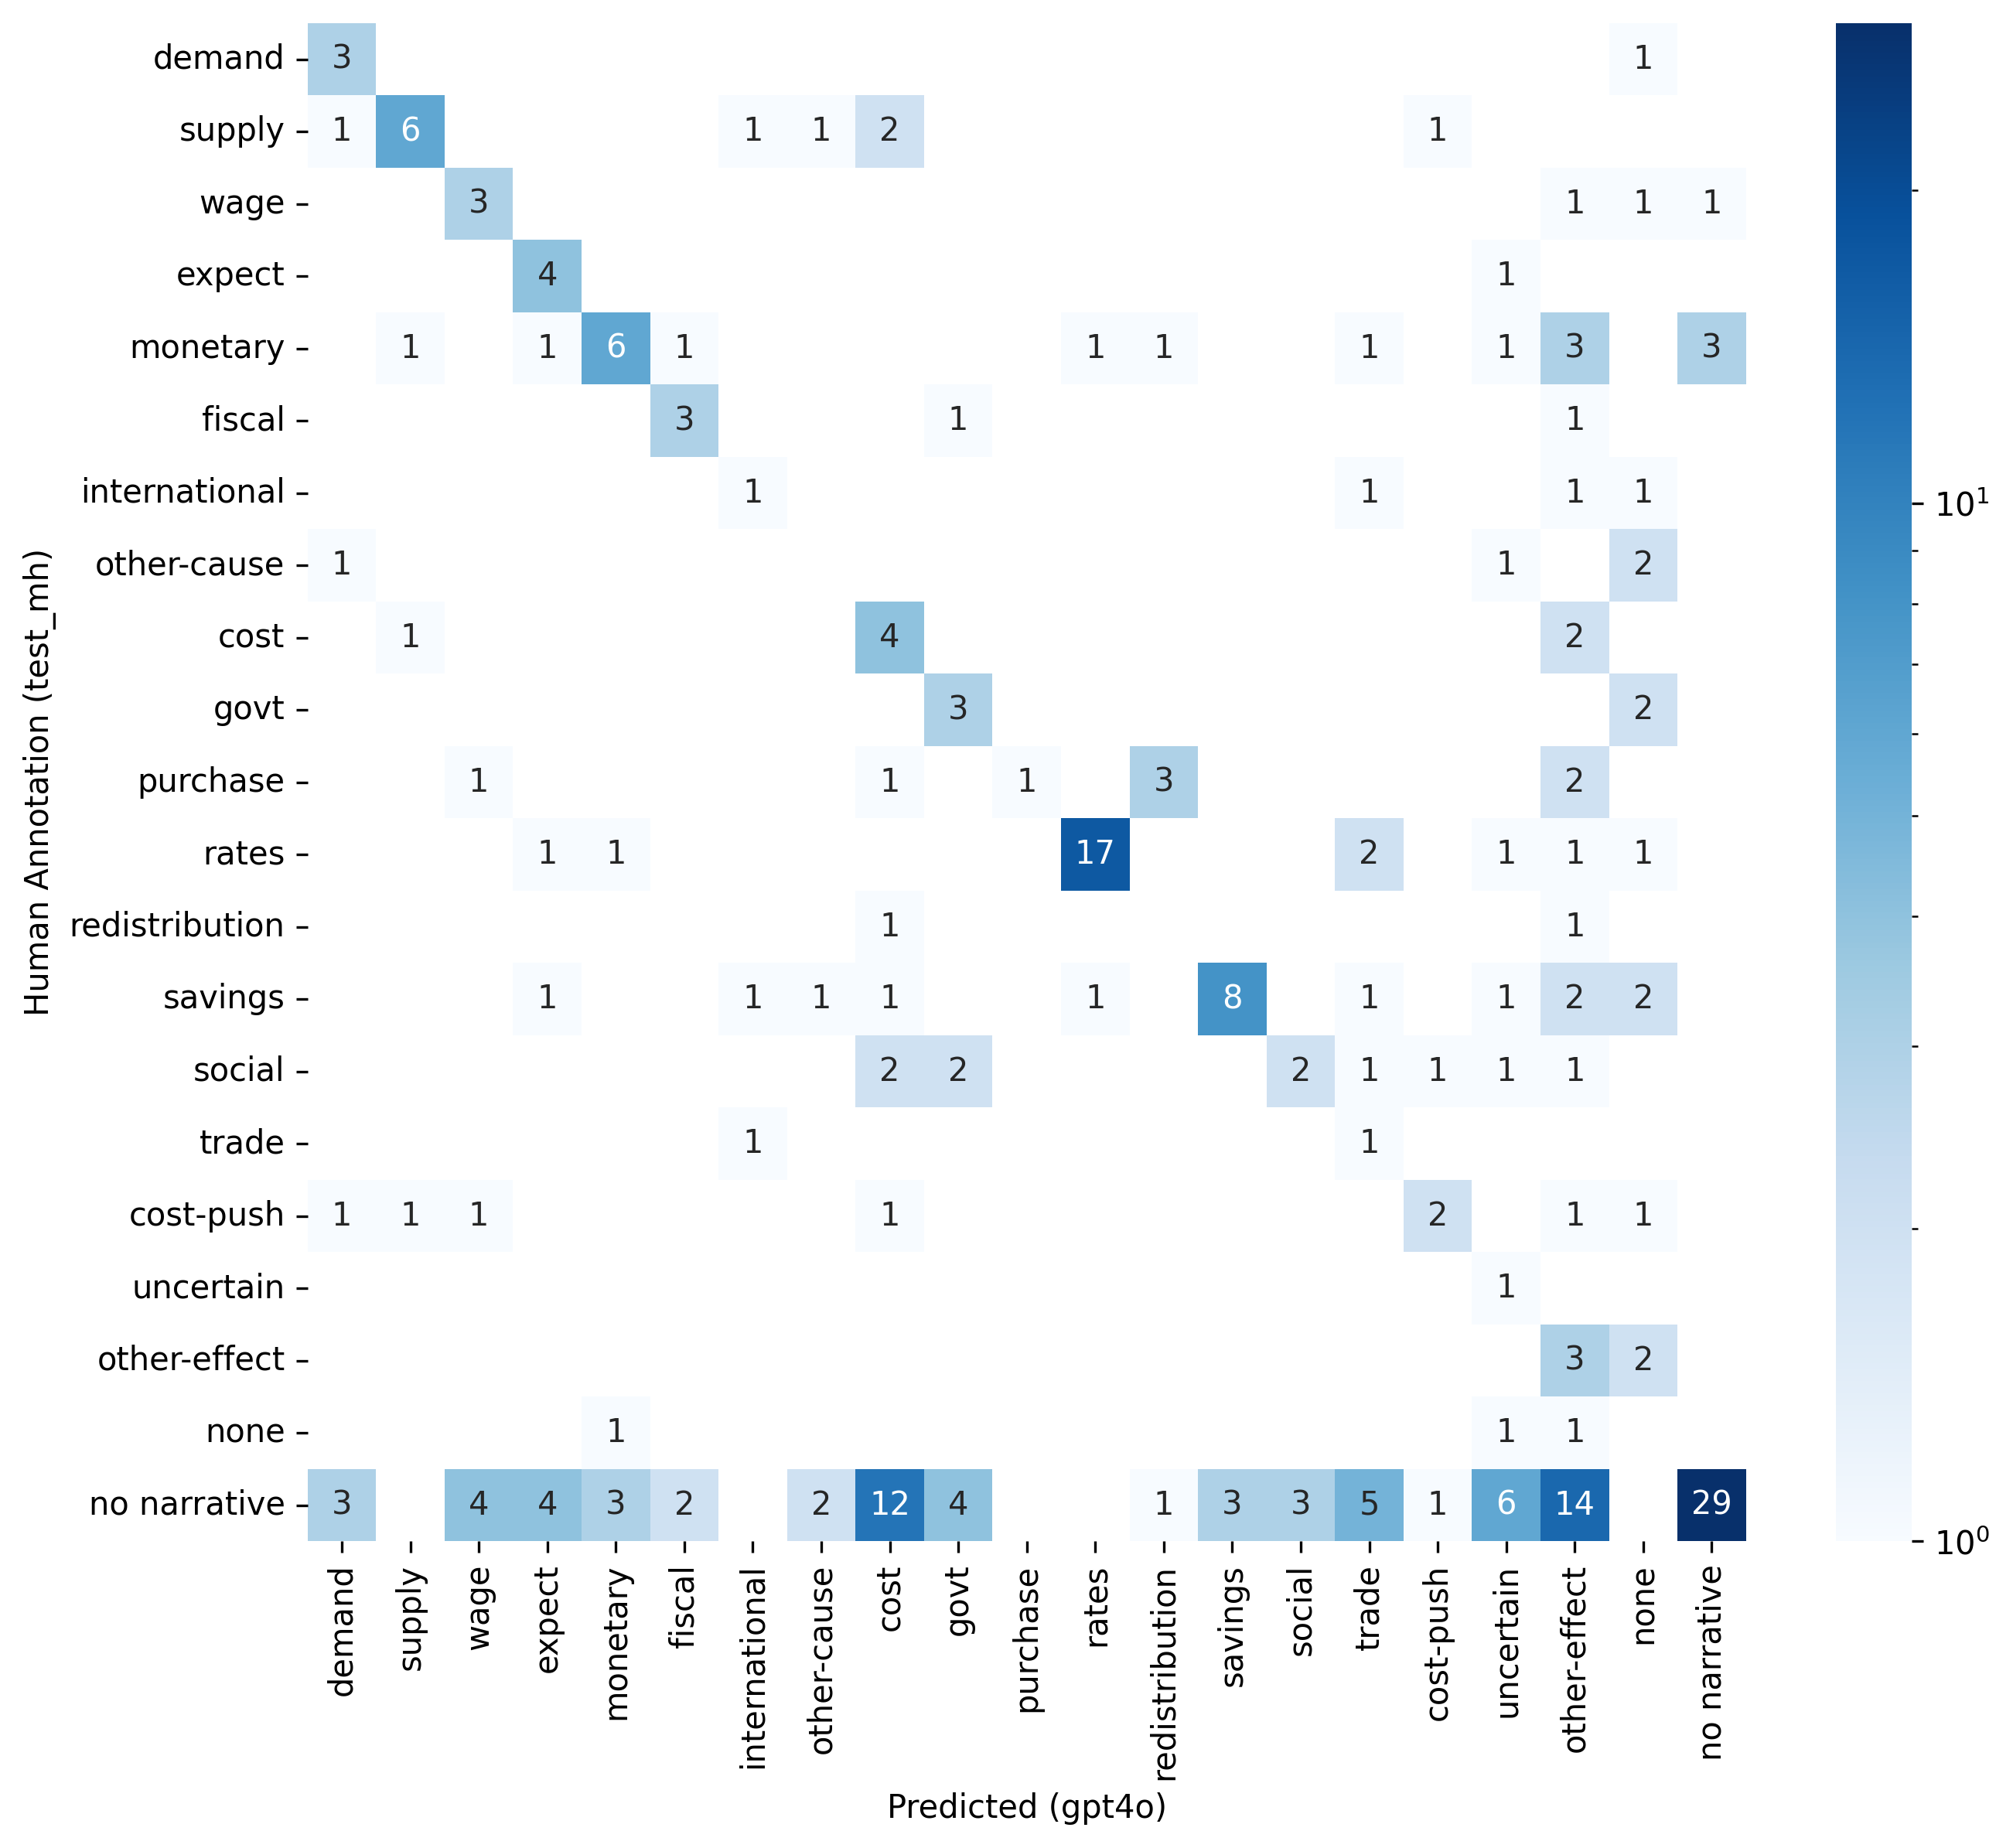 demand 3 1
supply 1 6 1 1 2 1
wage 3 1 1 1
expect 4 1
monetary 1 1 6 1 1 1 1 1 3 3
fiscal 3 1 1
international 1 1 1 1
other-cause 1 1 2
cost 1 4 2
govt 3 2
purchase 1 1 1 3 2
rates 1 1 17 2 1 1 1
redistribution 1 1
savings 1 1 1 1 1 8 1 1 2 2
social 2 2 2 1 1 1 1
trade 1 1
cost-push 1 1 1 1 2 1 1
uncertain 1
other-effect 3 2
none 1 1 1
no narrative 3 4 4 3 2 2 12 4 1 3 3 5 1 6 14 29
demand
supply
wage
expect
monetary
fiscal
international
other-cause
cost
govt
purchase
rates
redistribution
savings
social
trade
cost-push
uncertain
other-effect
none
no narrative
Predicted (gpt4o)
Human Annotation (test_mh)
10¹
10⁰